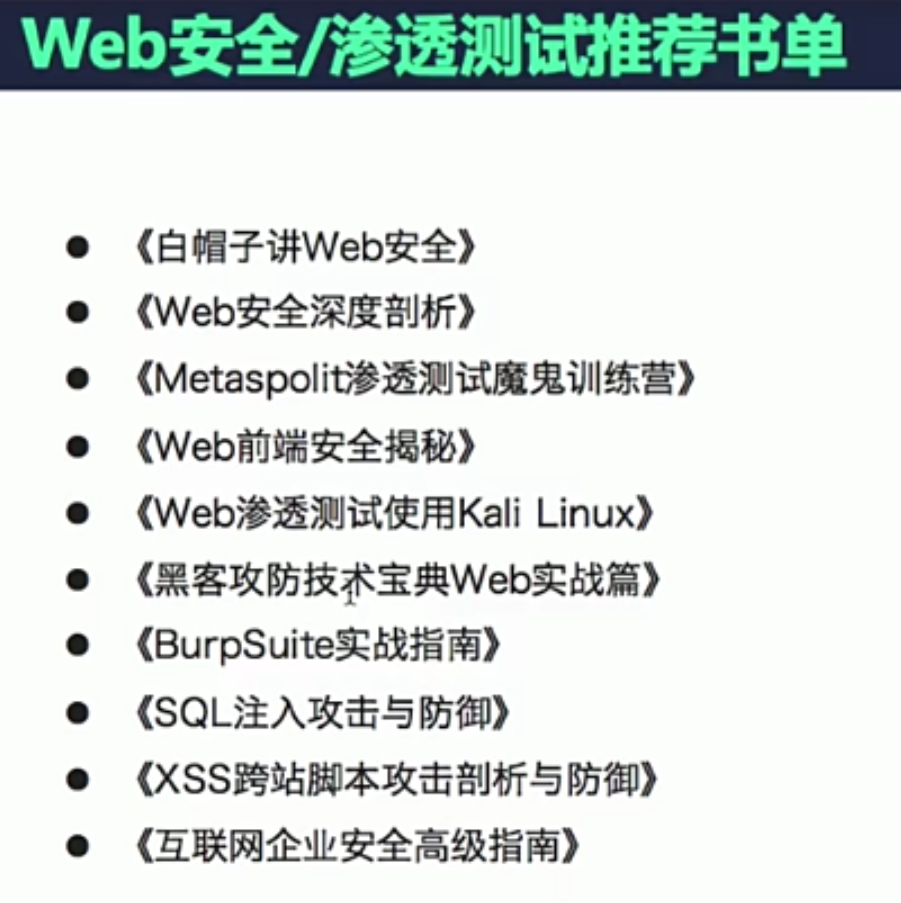 Web安全/渗透测试推荐书单
● 《白帽子讲Web安全》
● 《Web安全深度剖析》
● 《Metaspolit渗透测试魔鬼训练营》
● 《Web前端安全揭秘》
● 《Web渗透测试使用Kali Linux》
● 《黑客攻防技术宝典Web实战篇》
● 《BurpSuite实战指南》
● 《SQL注入攻击与防御》
● 《XSS跨站脚本攻击剖析与防御》
● 《互联网企业安全高级指南》